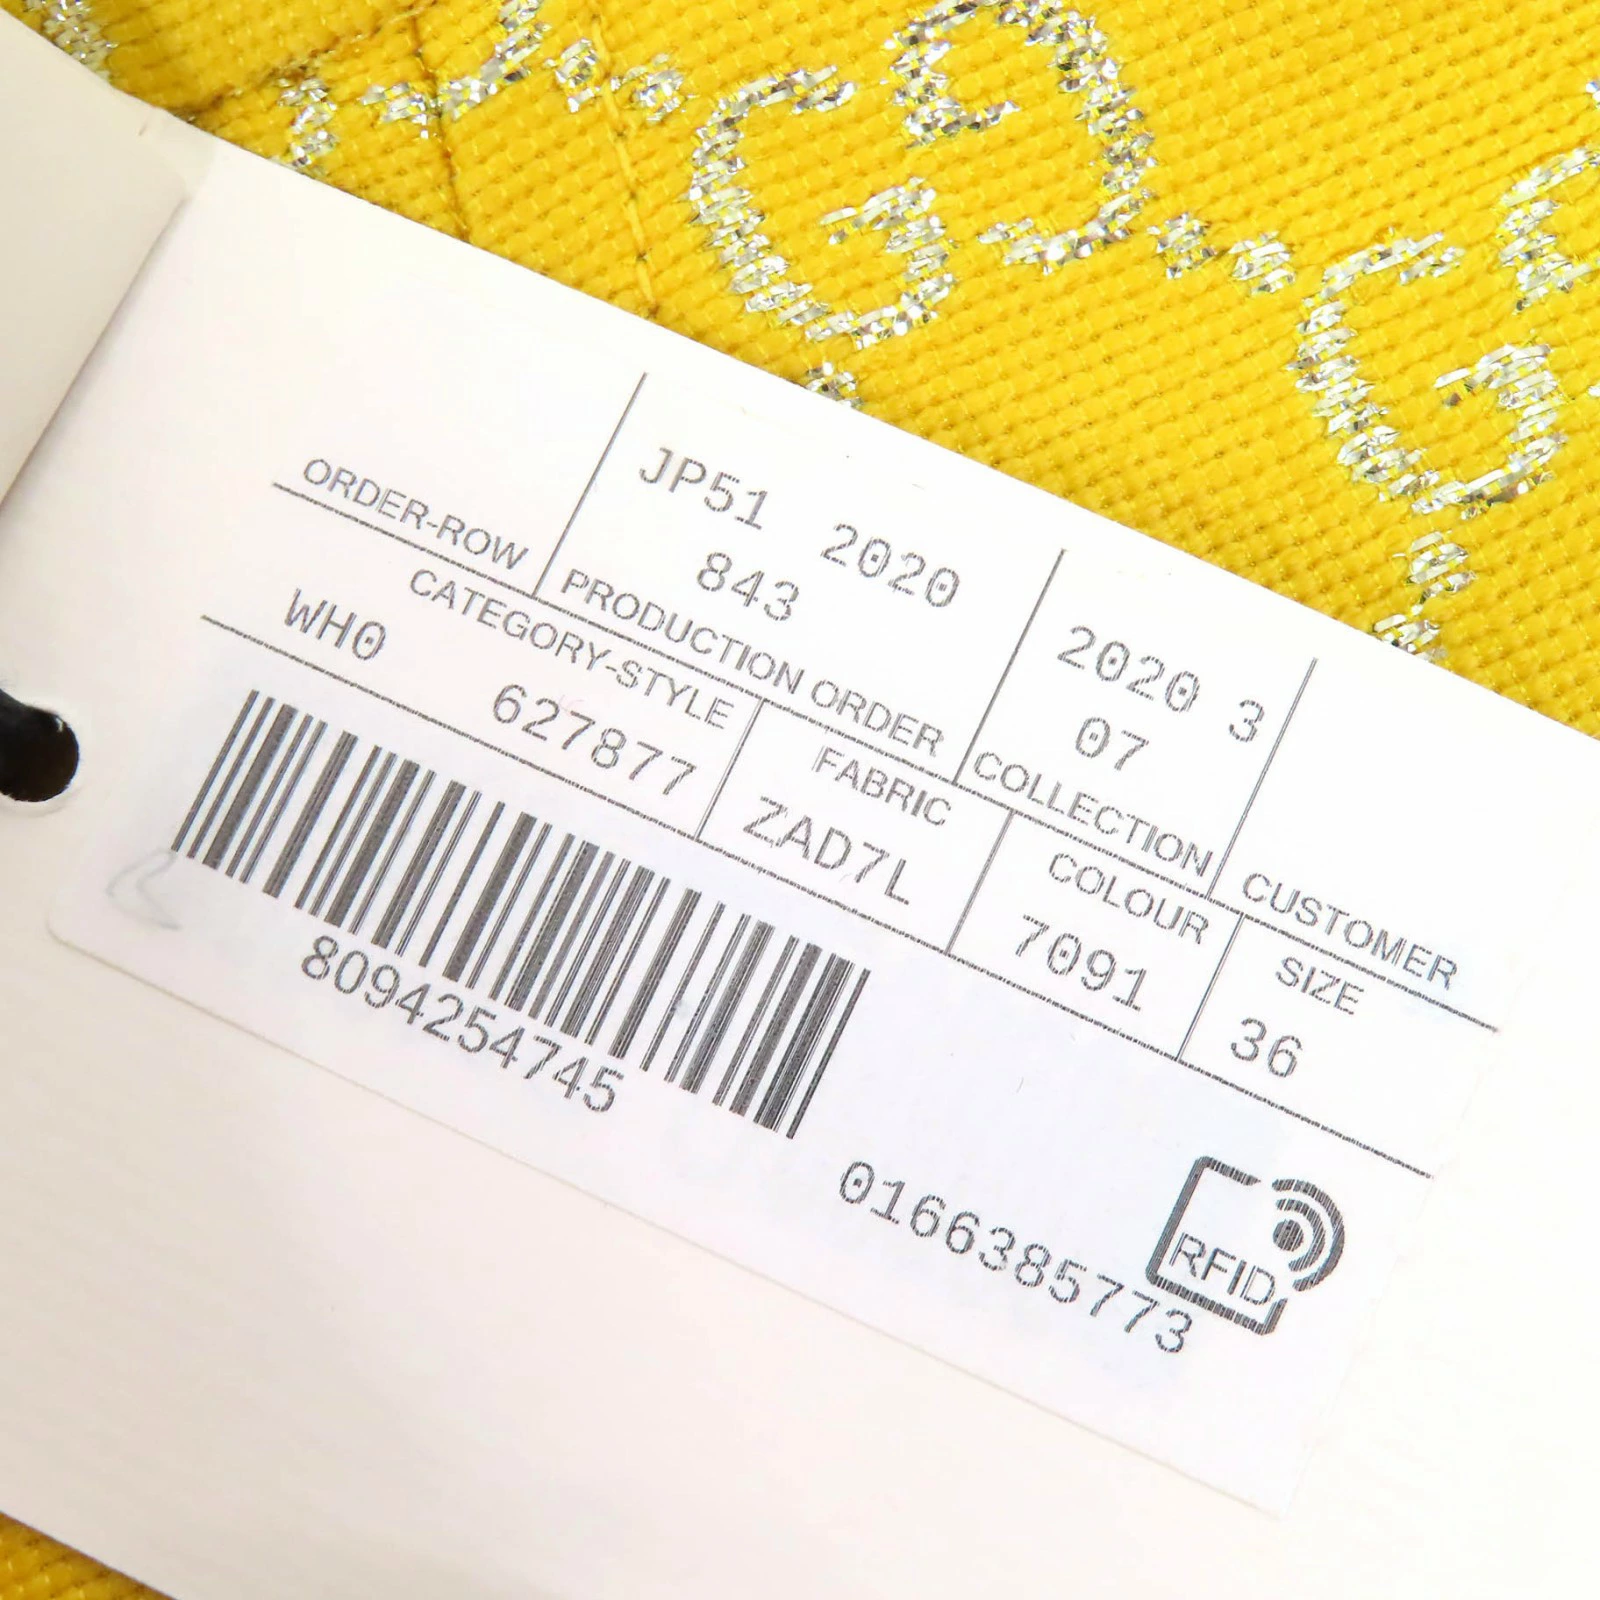 JP51 2020
2020 3
ORDER-ROW
843
07
PRODUCTION ORDER
COLLECTION
CUSTOMER
CATEGORY-STYLE
FABRIC
COLOUR
SIZE
WH0 627877
ZAD7L
7091
36
8094254745
RFID
0166385773